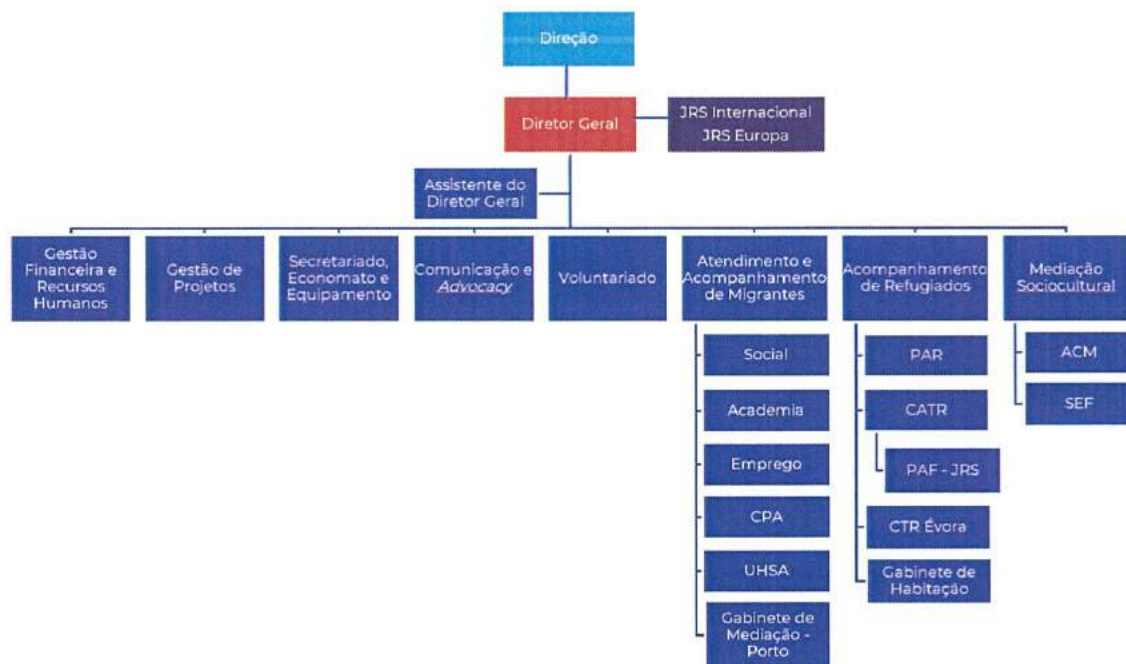 Direção
Diretor Geral
JRS Internacional
JRS Europa
Assistente do
Diretor Geral
Gestão
Financeira e
Recursos
Humanos
Gestão de
Projetos
Secretariado,
Economato e
Equipamento
Comunicação e
Advocacy
Voluntariado
Atendimento e
Acompanhamento
de Migrantes
Acompanhamento
de Refugiados
Mediação
Sociocultural
Social
Academia
Emprego
CPA
UHSA
Gabinete de
Mediação -
Porto
PAR
CATR
PAF - JRS
CTR Évora
Gabinete de
Habitação
ACM
SEF